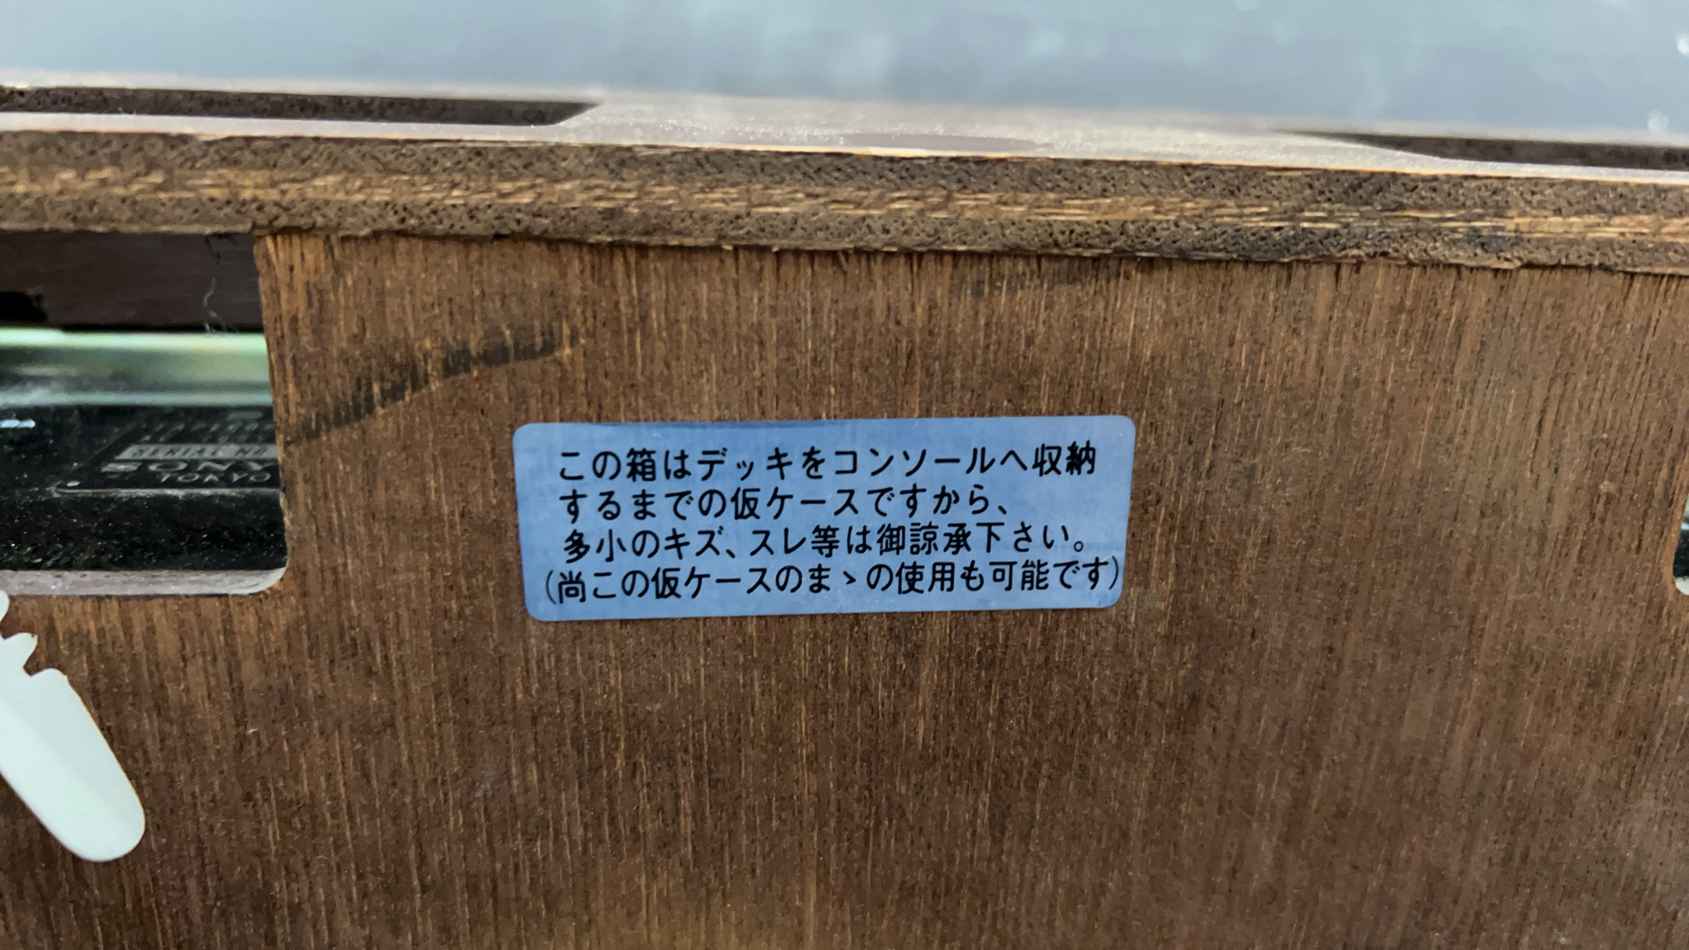 SERIAL NO
SONY
TOKYO
この箱はデッキをコンソールへ収納
するまでの仮ケースですから、
多小のキズ、スレ等は御諒承下さい。
(尚この仮ケースのまゝの使用も可能です)